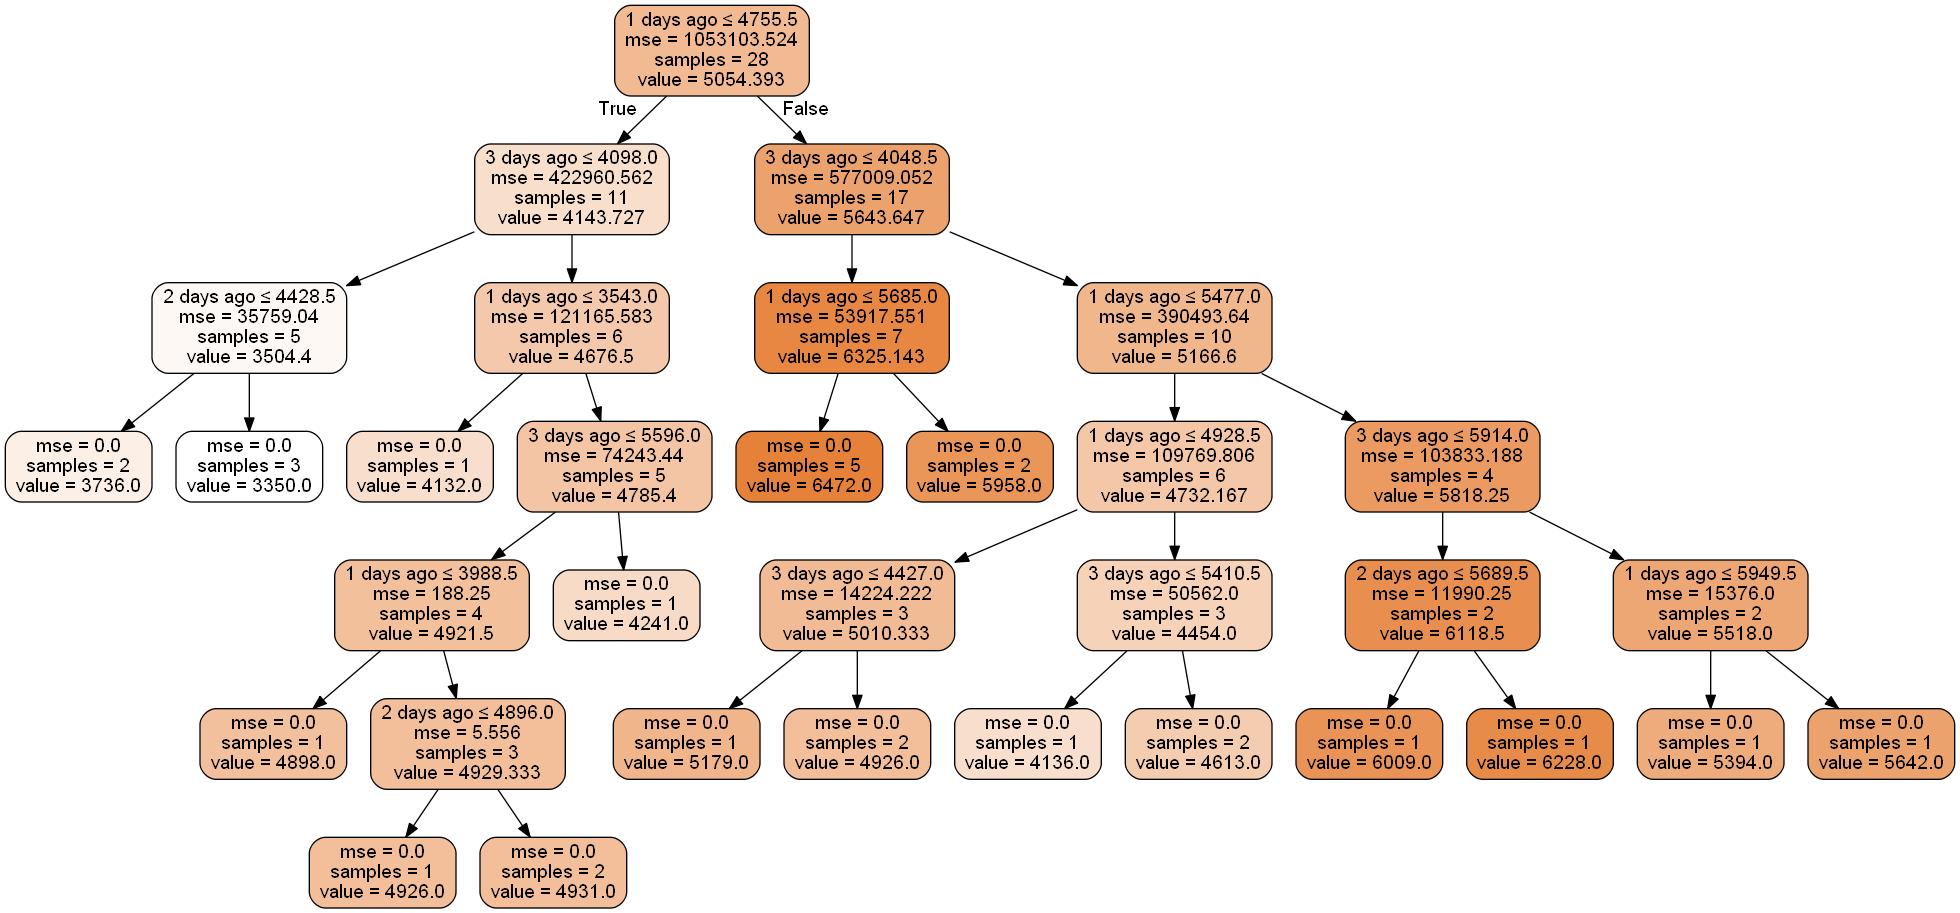 1 days ago ≤ 4755.5
mse = 1053103.524
samples = 28
value = 5054.393
True
False
3 days ago ≤ 4098.0
mse = 422960.562
samples = 11
value = 4143.727
3 days ago ≤ 4048.5
mse = 577009.052
samples = 17
value = 5643.647
2 days ago ≤ 4428.5
mse = 35759.04
samples = 5
value = 3504.4
1 days ago ≤ 3543.0
mse = 121165.583
samples = 6
value = 4676.5
1 days ago ≤ 5685.0
mse = 53917.551
samples = 7
value = 6325.143
1 days ago ≤ 5477.0
mse = 390493.64
samples = 10
value = 5166.6
mse = 0.0
samples = 2
value = 3736.0
mse = 0.0
samples = 3
value = 3350.0
mse = 0.0
samples = 1
value = 4132.0
3 days ago ≤ 5596.0
mse = 74243.44
samples = 5
value = 4785.4
mse = 0.0
samples = 5
value = 6472.0
mse = 0.0
samples = 2
value = 5958.0
1 days ago ≤ 4928.5
mse = 109769.806
samples = 6
value = 4732.167
3 days ago ≤ 5914.0
mse = 103833.188
samples = 4
value = 5818.25
1 days ago ≤ 3988.5
mse = 188.25
samples = 4
value = 4921.5
mse = 0.0
samples = 1
value = 4241.0
3 days ago ≤ 4427.0
mse = 14224.222
samples = 3
value = 5010.333
3 days ago ≤ 5410.5
mse = 50562.0
samples = 3
value = 4454.0
2 days ago ≤ 5689.5
mse = 11990.25
samples = 2
value = 6118.5
1 days ago ≤ 5949.5
mse = 15376.0
samples = 2
value = 5518.0
mse = 0.0
samples = 1
value = 4898.0
2 days ago ≤ 4896.0
mse = 5.556
samples = 3
value = 4929.333
mse = 0.0
samples = 1
value = 5179.0
mse = 0.0
samples = 2
value = 4926.0
mse = 0.0
samples = 1
value = 4136.0
mse = 0.0
samples = 2
value = 4613.0
mse = 0.0
samples = 1
value = 6009.0
mse = 0.0
samples = 1
value = 6228.0
mse = 0.0
samples = 1
value = 5394.0
mse = 0.0
samples = 1
value = 5642.0
mse = 0.0
samples = 1
value = 4926.0
mse = 0.0
samples = 2
value = 4931.0